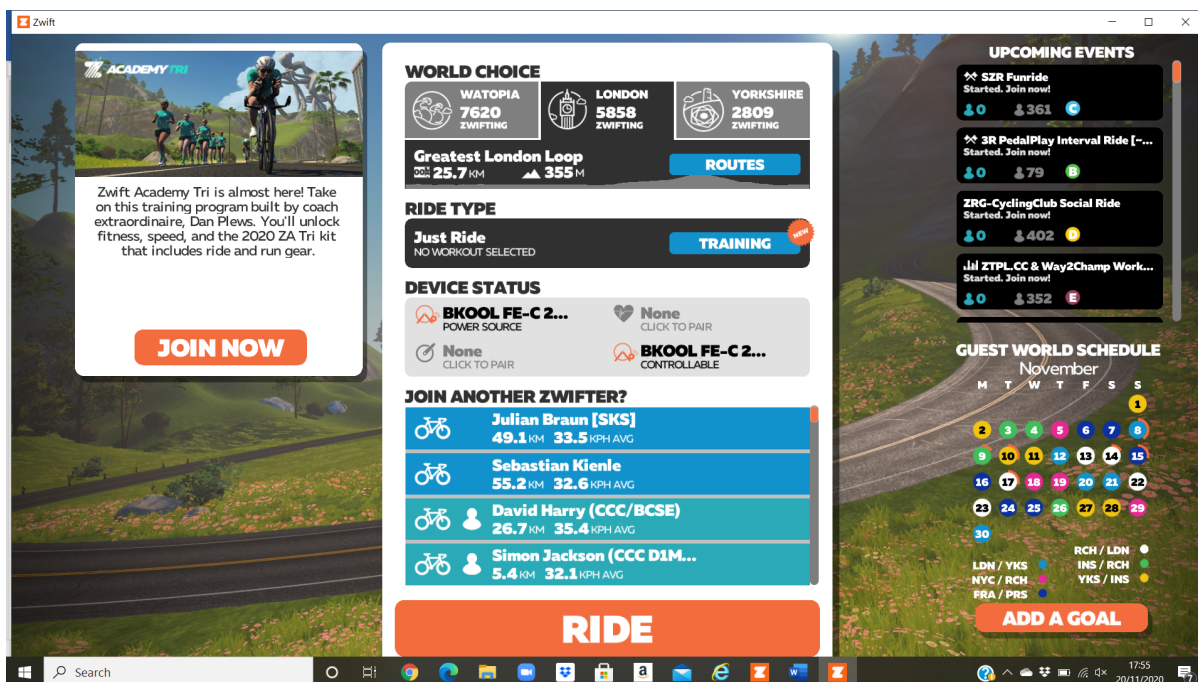 Zwift
ACADEMY TRI
Zwift Academy Tri is almost here! Take
on this training program built by coach
extraordinaire, Dan Plews. You'll unlock
fitness, speed, and the 2020 ZA Tri kit
that includes ride and run gear.
JOIN NOW
WORLD CHOICE
WATOPIA
7620
ZWIFTING
LONDON
5858
ZWIFTING
YORKSHIRE
2809
ZWIFTING
Greatest London Loop
25.7 KM 355 M
ROUTES
RIDE TYPE
Just Ride
NO WORKOUT SELECTED
TRAINING
NEW
DEVICE STATUS
BKOOL FE-C 2...
POWER SOURCE
None
CLICK TO PAIR
None
CLICK TO PAIR
BKOOL FE-C 2...
CONTROLLABLE
JOIN ANOTHER ZWIFTER?
Julian Braun [SKS]
49.1 KM 33.5 KPH AVG
Sebastian Kienle
55.2 KM 32.6 KPH AVG
David Harry (CCC/BCSE)
26.7 KM 35.4 KPH AVG
Simon Jackson (CCC D1M...
5.4 KM 32.1 KPH AVG
RIDE
UPCOMING EVENTS
SZR Funride
Started. Join now!
0 361 C
3R PedalPlay Interval Ride [~...
Started. Join now!
0 79 B
ZRG-CyclingClub Social Ride
Started. Join now!
0 402 D
ZTPL.CC & Way2Champ Work...
Started. Join now!
0 352 E
GUEST WORLD SCHEDULE
November
M T W T F S S
1
2 3 4 5 6 7 8
9 10 11 12 13 14 15
16 17 18 19 20 21 22
23 24 25 26 27 28 29
30
RCH / LDN
LDN / YKS
INS / RCH
NYC / RCH
YKS / INS
FRA / PRS
ADD A GOAL
Search
17:55
20/11/2020